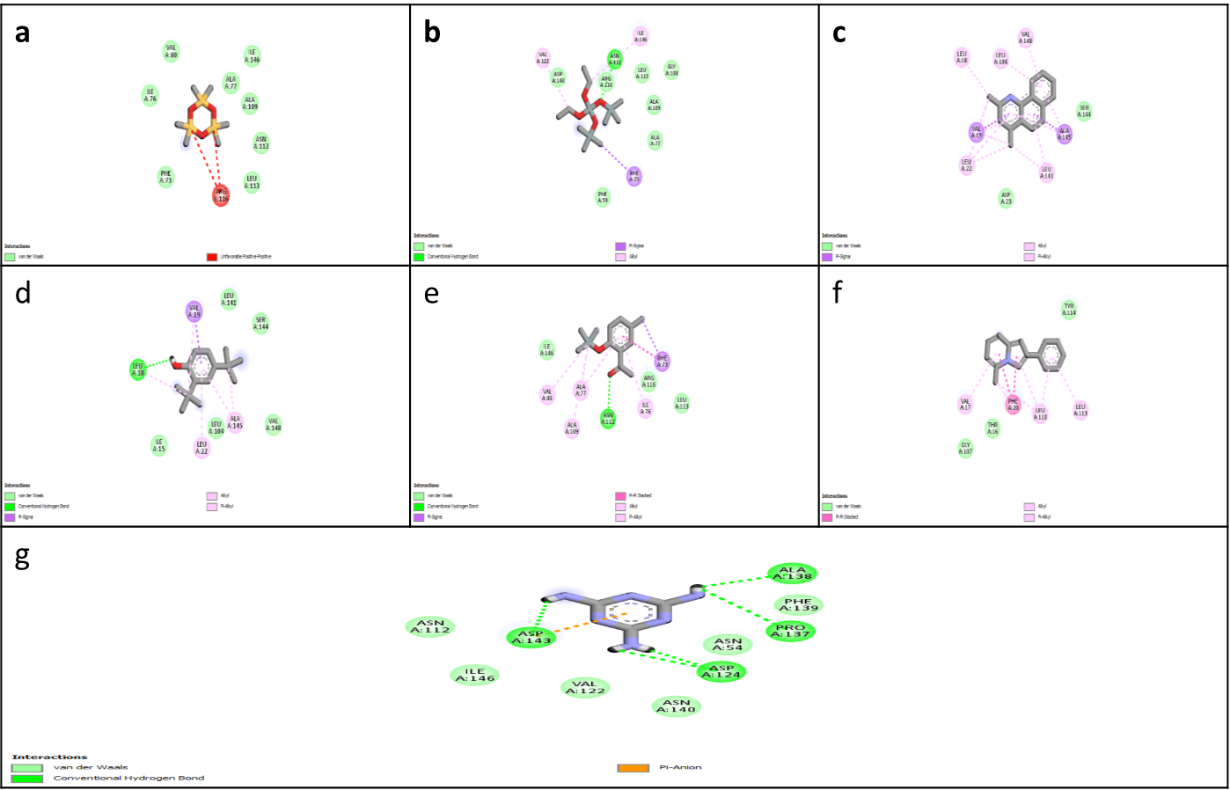 a
VAL
A:80
ILE
A:146
ILE
A:76
ALA
A:77
ALA
A:109
ASN
A:112
PHE
A:73
LEU
A:113
ARG
A:116
Interactions
van der Waals
Unfavorable Positive-Positive
b
ILE
A:146
VAL
A:122
ASN
A:112
ASP
A:143
ARG
A:116
LEU
A:113
GLY
ALA
A:109
ALA
A:77
PHE
A:73
PHE
A:59
Interactions
van der Waals
Conventional Hydrogen Bond
Pi-Sigma
Alkyl
c
VAL
A:148
LEU
A:18
LEU
SER
A:144
VAL
A:19
ALA
A:145
LEU
A:22
LEU
A:141
ASP
A:23
Interactions
van der Waals
Pi-Sigma
Alkyl
Pi-Alkyl
d
LEU
A:141
VAL
A:19
SER
A:144
LEU
A:18
LEU
A:104
ALA
A:145
VAL
A:148
ILE
A:15
LEU
A:22
Interactions
van der Waals
Conventional Hydrogen Bond
Pi-Sigma
Alkyl
Pi-Alkyl
e
ILE
A:146
PHE
A:73
ARG
A:116
VAL
A:80
ALA
A:77
ILE
A:76
LEU
A:113
ASN
A:112
ALA
A:109
Interactions
van der Waals
Conventional Hydrogen Bond
Pi-Sigma
Pi-Pi Stacked
Alkyl
Pi-Alkyl
f
TYR
A:114
VAL
A:17
PHE
A:20
LEU
A:110
LEU
A:113
THR
A:16
GLY
A:107
Interactions
van der Waals
Pi-Pi Stacked
Alkyl
Pi-Alkyl
g
ALA
A:138
PHE
A:139
ASN
A:112
ASP
A:143
PRO
A:137
ASN
A:54
ILE
A:146
ASP
A:124
VAL
A:122
ASN
A:140
Interactions
van der Waals
Conventional Hydrogen Bond
Pi-Anion